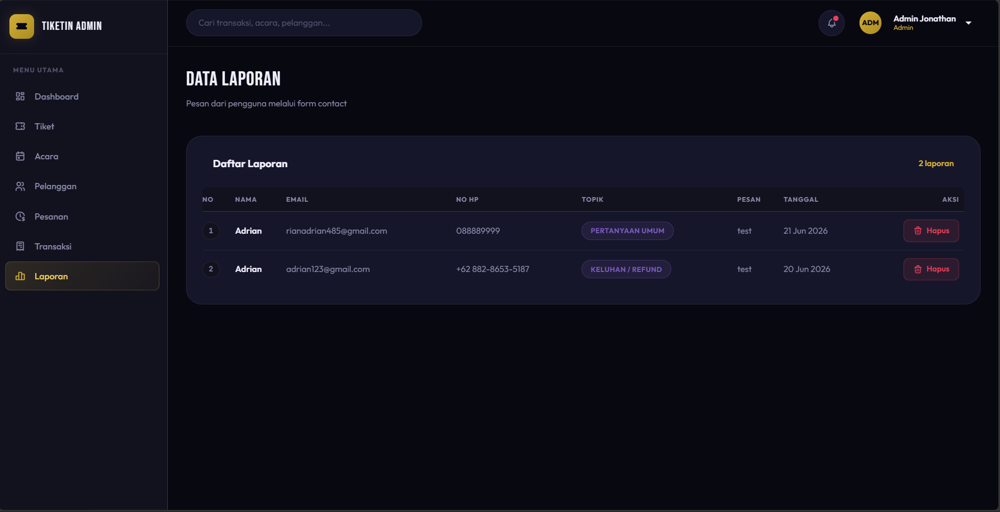 TIKETIN ADMIN
Cari transaksi, acara, pelanggan...
ADM
Admin Jonathan
Admin
MENU UTAMA
Dashboard
Tiket
Acara
Pelanggan
Pesanan
Transaksi
Laporan
DATA LAPORAN
Pesan dari pengguna melalui form contact
Daftar Laporan
2 laporan
NO NAMA EMAIL NO HP TOPIK PESAN TANGGAL AKSI
1 Adrian rianadrian485@gmail.com 088889999 PERTANYAAN UMUM test 21 Jun 2026 Hapus
2 Adrian adrian123@gmail.com +62 882-8653-5187 KELUHAN / REFUND test 20 Jun 2026 Hapus